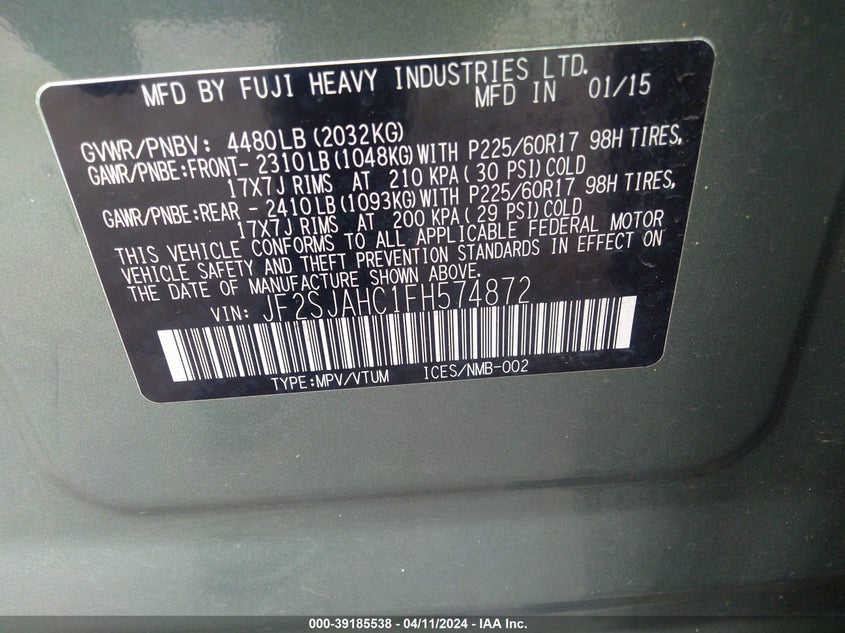 MFD BY FUJI HEAVY INDUSTRIES LTD.
MFD IN 01/15
GVWR/PNBV: 4480LB(2032KG)
GAWR/PNBE:FRONT- 2310LB(1048KG)WITH P225/60R17 98H TIRES,
17X7J RIMS AT 210 KPA( 30 PSI)COLD
GAWR/PNBE:REAR - 2410LB(1093KG)WITH P225/60R17 98H TIRES,
17X7J RIMS AT 200 KPA( 29 PSI)COLD
THIS VEHICLE CONFORMS TO ALL APPLICABLE FEDERAL MOTOR
VEHICLE SAFETY AND THEFT PREVENTION STANDARDS IN EFFECT ON
THE DATE OF MANUFACTURE SHOWN ABOVE.
VIN: JF2SJAHC1FH574872
TYPE:MPV/VTUM ICES/NMB-002
000-39185538 - 04/11/2024 - IAA Inc.